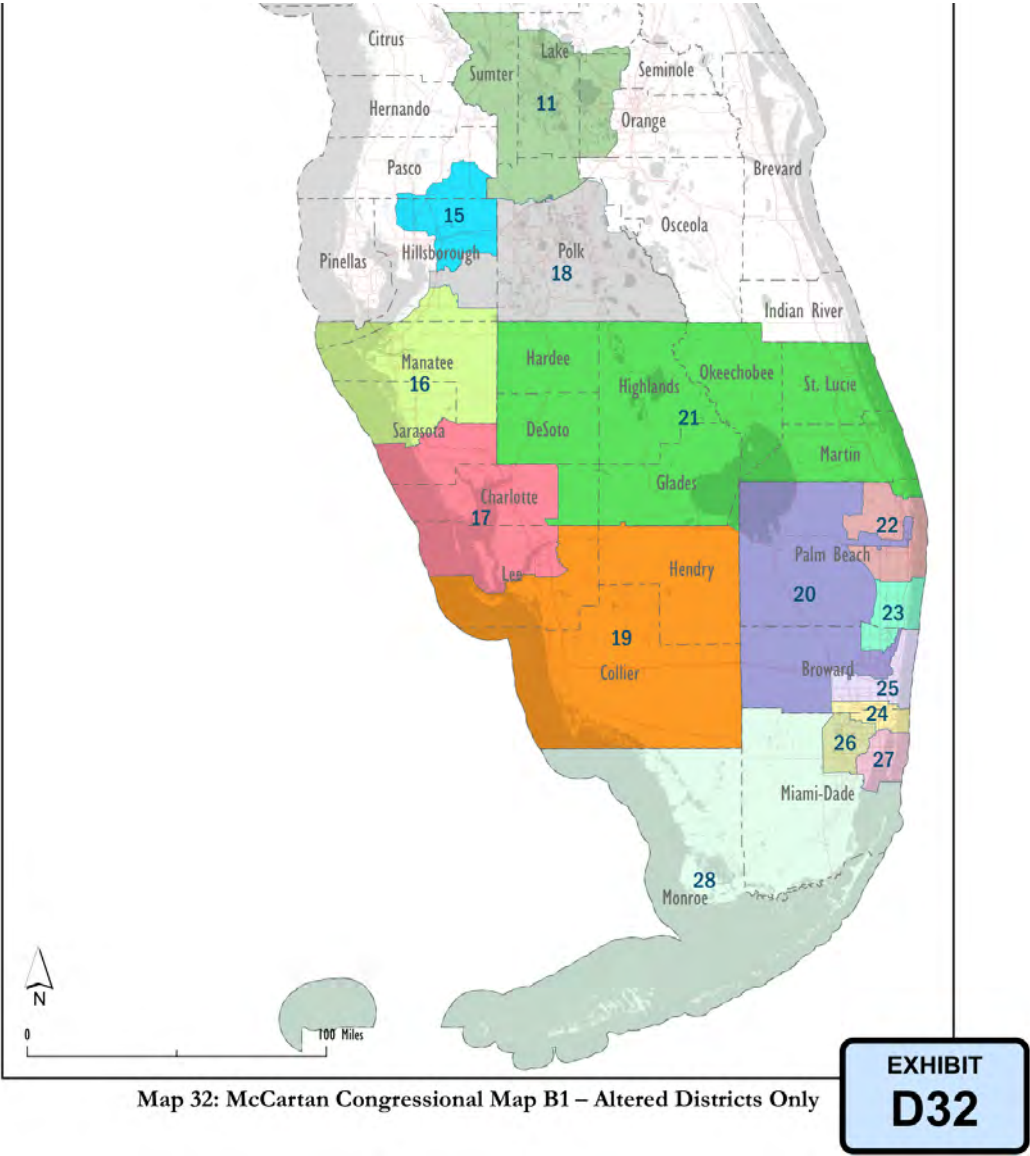 Citrus
Lake
Sumter
Seminole
Hernando
11
Orange
Pasco
Brevard
15
Osceola
Pinellas
Hillsborough
Polk
18
Indian River
Manatee
16
Hardee
Highlands
Okeechobee
St. Lucie
21
Sarasota
DeSoto
Martin
Glades
Charlotte
17
22
Palm Beach
Lee
Hendry
20
23
19
Collier
Broward
25
24
26
27
Miami-Dade
28
Monroe
N
0
100 Miles
Map 32: McCartan Congressional Map B1 – Altered Districts Only
EXHIBIT
D32